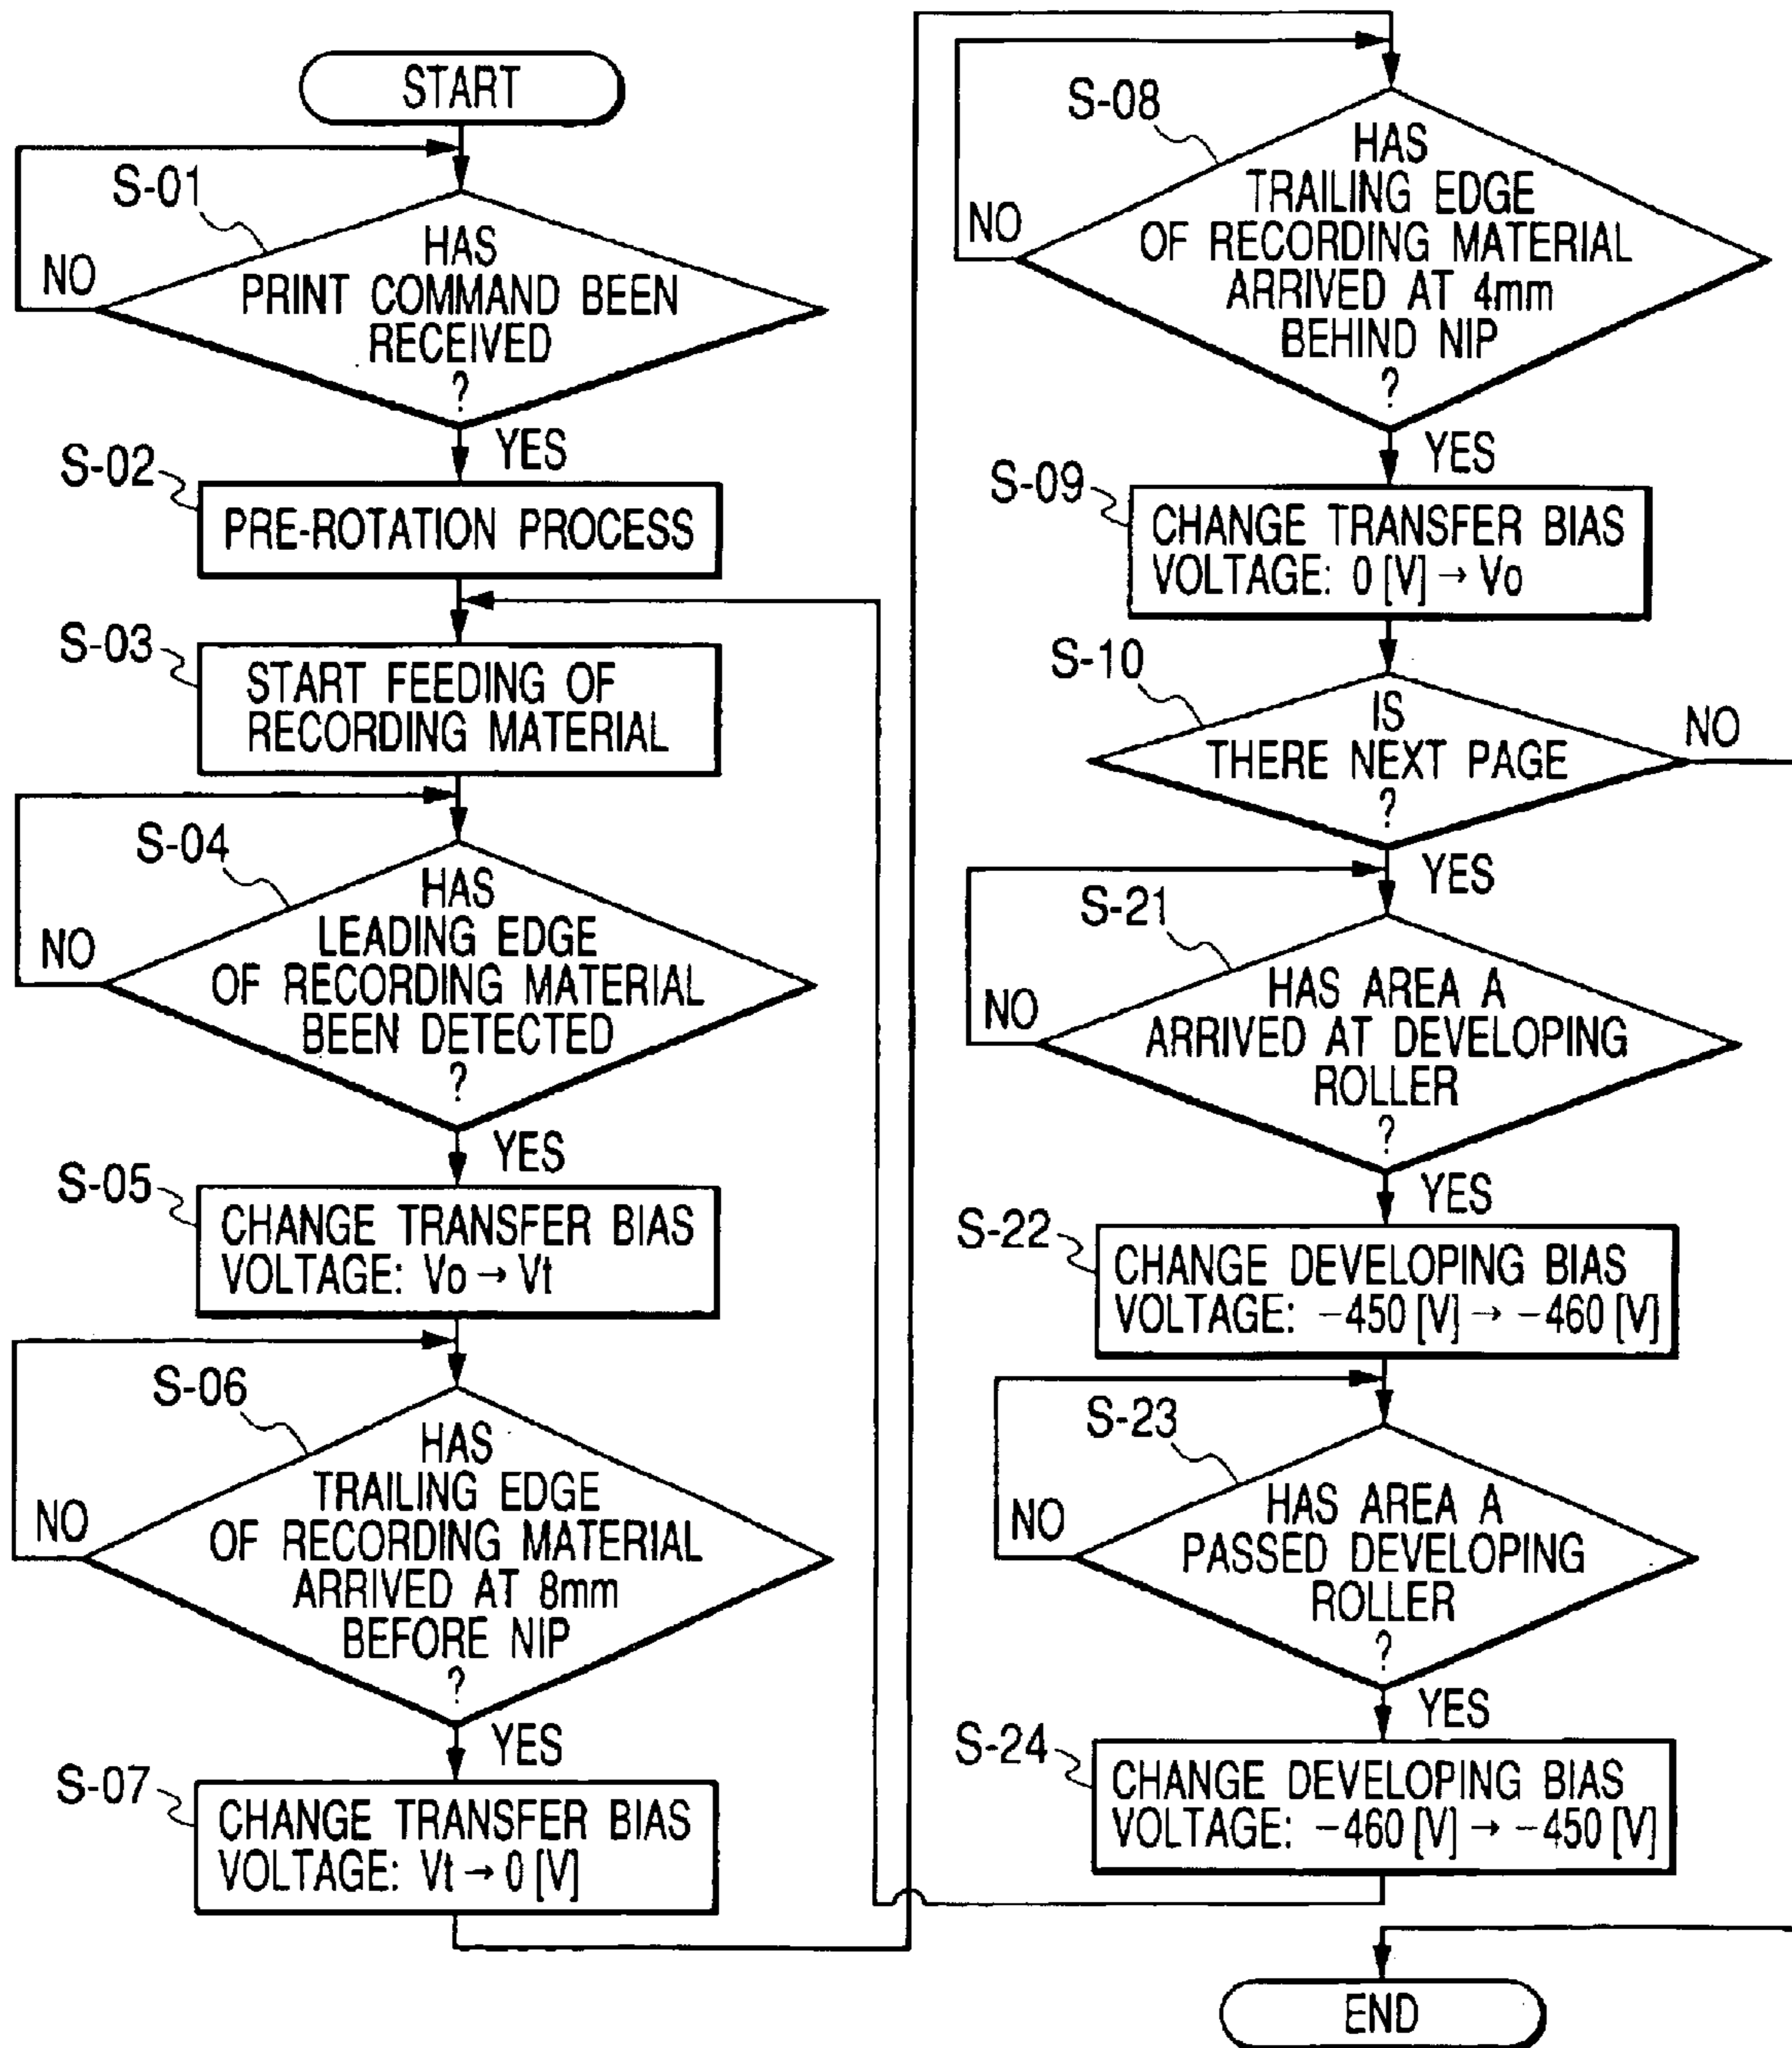 START
S-01
HAS
PRINT COMMAND BEEN
RECEIVED
?
NO
YES
S-02
PRE-ROTATION PROCESS
S-03
START FEEDING OF
RECORDING MATERIAL
S-04
HAS
LEADING EDGE
OF RECORDING MATERIAL
BEEN DETECTED
?
NO
YES
S-05
CHANGE TRANSFER BIAS
VOLTAGE: Vo → Vt
S-06
HAS
TRAILING EDGE
OF RECORDING MATERIAL
ARRIVED AT 8mm
BEFORE NIP
?
NO
YES
S-07
CHANGE TRANSFER BIAS
VOLTAGE: Vt → 0 [V]
S-08
HAS
TRAILING EDGE
OF RECORDING MATERIAL
ARRIVED AT 4mm
BEHIND NIP
?
NO
YES
S-09
CHANGE TRANSFER BIAS
VOLTAGE: 0 [V] → Vo
S-10
IS
THERE NEXT PAGE
?
NO
YES
S-21
HAS AREA A
ARRIVED AT DEVELOPING
ROLLER
?
NO
YES
S-22
CHANGE DEVELOPING BIAS
VOLTAGE: −450 [V] → −460 [V]
S-23
HAS AREA A
PASSED DEVELOPING
ROLLER
?
NO
YES
S-24
CHANGE DEVELOPING BIAS
VOLTAGE: −460 [V] → −450 [V]
END